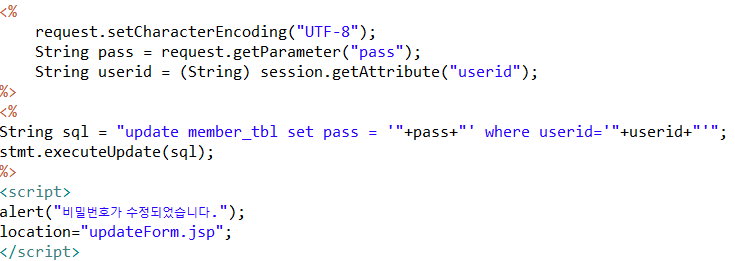 <%
    request.setCharacterEncoding("UTF-8");
    String pass = request.getParameter("pass");
    String userid = (String) session.getAttribute("userid");
%>
<%
String sql = "update member_tbl set pass = '"+pass+"' where userid='"+userid+"'";
stmt.executeUpdate(sql);
%>
<script>
alert("비밀번호가 수정되었습니다.");
location="updateForm.jsp";
</script>